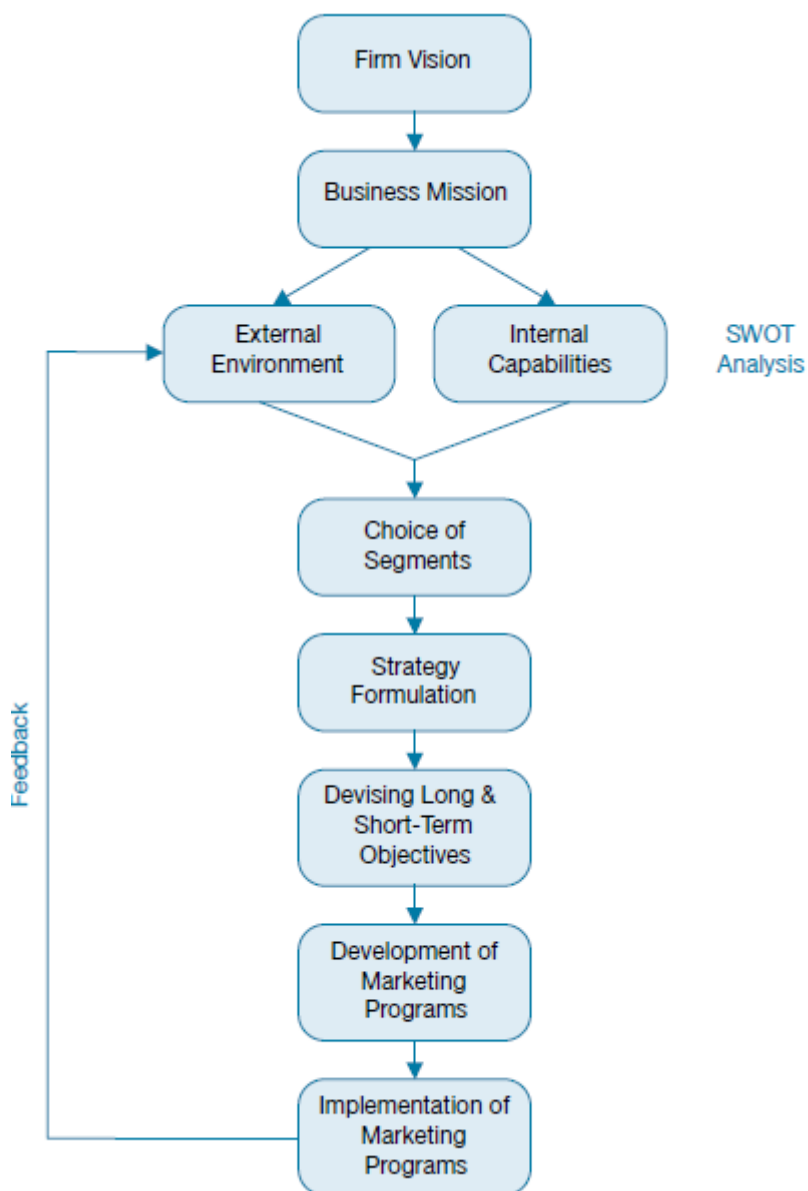 Firm Vision
Business Mission
External
Environment
Internal
Capabilities
SWOT
Analysis
Choice of
Segments
Strategy
Formulation
Feedback
Devising Long &
Short-Term
Objectives
Development of
Marketing
Programs
Implementation of
Marketing
Programs